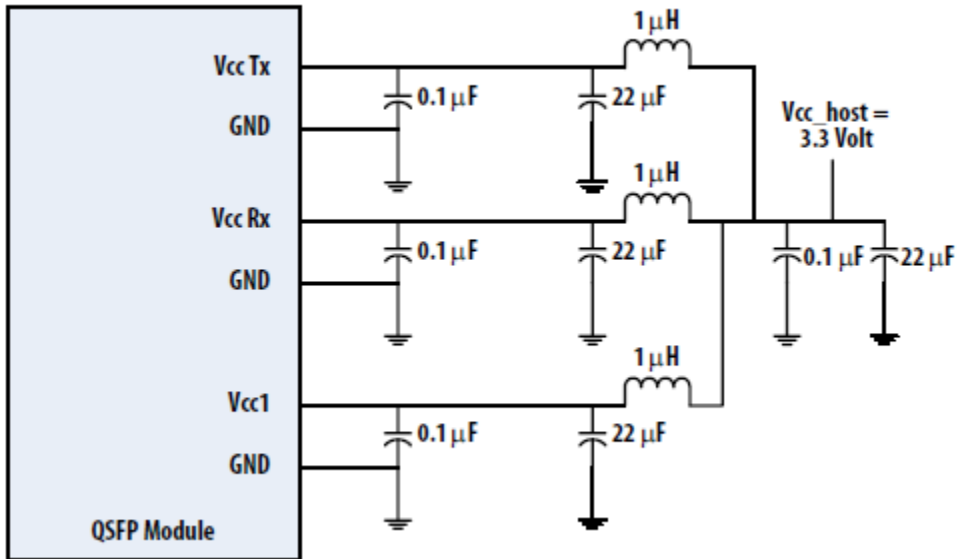 1 μH
Vcc Tx
0.1 μF
22 μF
GND
Vcc_host =
3.3 Volt
1 μH
Vcc Rx
0.1 μF
22 μF
0.1 μF
22 μF
GND
1 μH
Vcc1
0.1 μF
22 μF
GND
QSFP Module